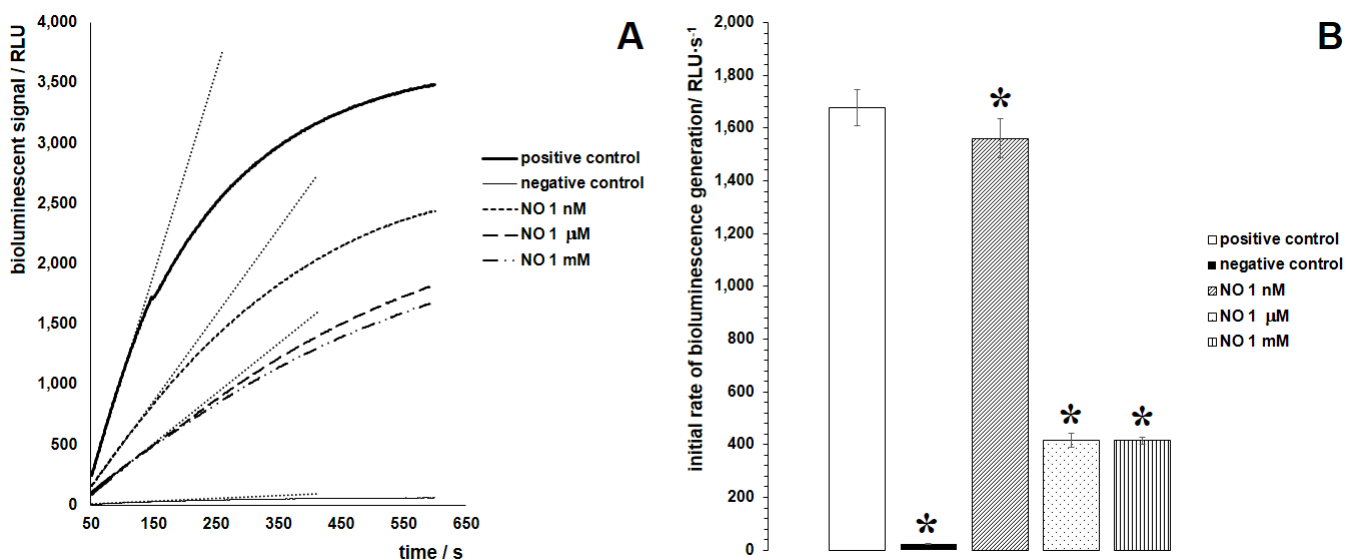 A
bioluminescent signal / RLU
4,000
3,500
3,000
2,500
2,000
1,500
1,000
500
0
50 150 250 350 450 550 650
time / s
positive control
negative control
NO 1 nM
NO 1 μM
NO 1 mM
B
initial rate of bioluminescence generation/ RLU·s⁻¹
2,000
1,800
1,600
1,400
1,200
1,000
800
600
400
200
0
*
*
*
*
positive control
negative control
NO 1 nM
NO 1 μM
NO 1 mM